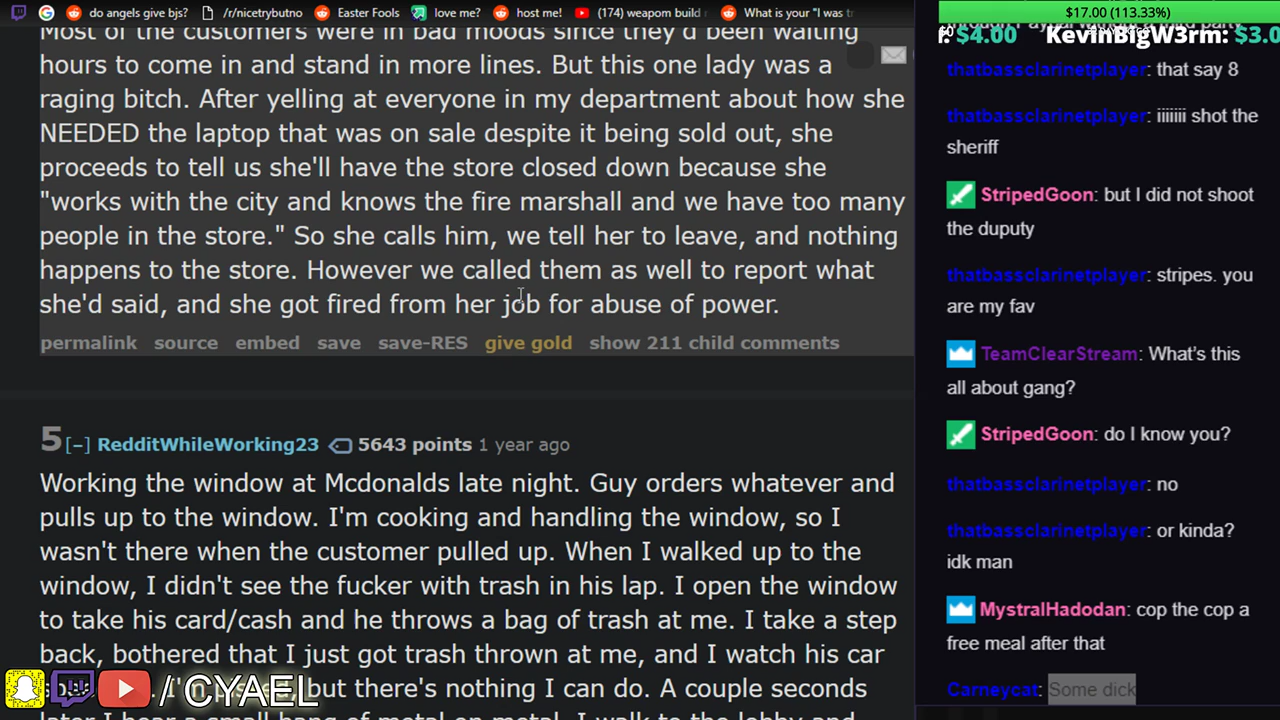 do angels give bjs?
/r/nicetrybutno
Easter Fools
love me?
host me!
(174) weapom build
What is your "I was t
Most of the customers were in bad moods since they'd been waiting
hours to come in and stand in more lines. But this one lady was a
raging bitch. After yelling at everyone in my department about how she
NEEDED the laptop that was on sale despite it being sold out, she
proceeds to tell us she'll have the store closed down because she
"works with the city and knows the fire marshall and we have too many
people in the store." So she calls him, we tell her to leave, and nothing
happens to the store. However we called them as well to report what
she'd said, and she got fired from her job for abuse of power.
permalink source embed save save-RES give gold show 211 child comments
5 [–] RedditWhileWorking23 5643 points 1 year ago
Working the window at Mcdonalds late night. Guy orders whatever and
pulls up to the window. I'm cooking and handling the window, so I
wasn't there when the customer pulled up. When I walked up to the
window, I didn't see the fucker with trash in his lap. I open the window
to take his card/cash and he throws a bag of trash at me. I take a step
back, bothered that I just got trash thrown at me, and I watch his car
I'm but there's nothing I can do. A couple seconds
later I hear a small bang of metal on metal. I walk to the lobby and
/CYAEL
$17.00 (113.33%)
r: $4.00 KevinBigW3rm: $3.0
thatbassclarinetplayer: that say 8
thatbassclarinetplayer: iiiiiii shot the
sheriff
StripedGoon: but I did not shoot
the duputy
thatbassclarinetplayer: stripes. you
are my fav
TeamClearStream: What's this
all about gang?
StripedGoon: do I know you?
thatbassclarinetplayer: no
thatbassclarinetplayer: or kinda?
idk man
MystralHadodan: cop the cop a
free meal after that
Carneycat: Some dick